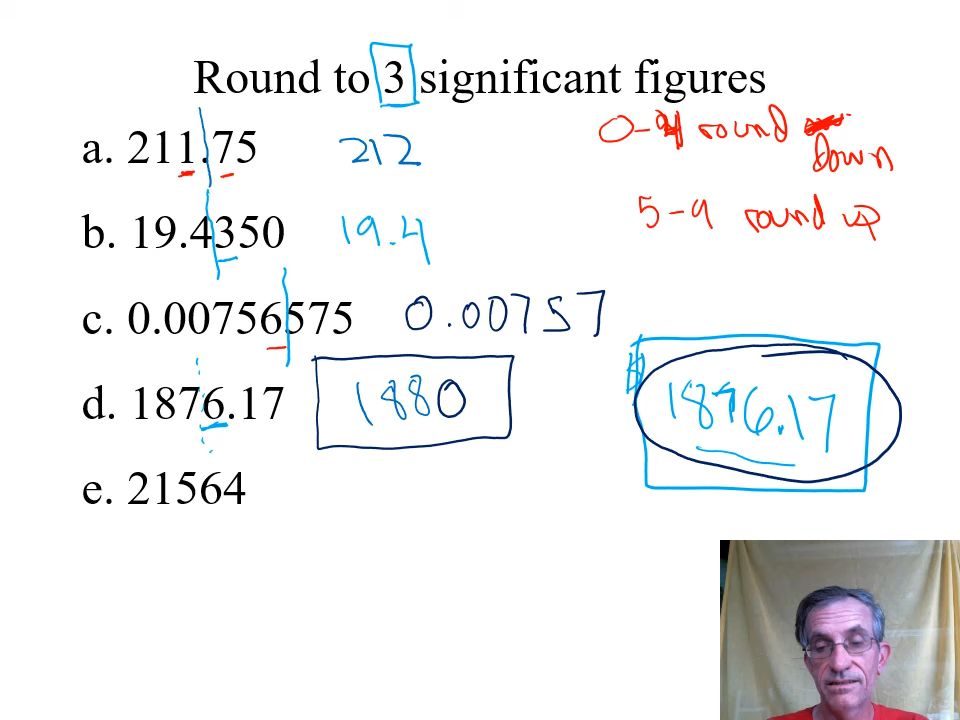 Round to 3 significant figures
a. 211.75 212
0-4 round down
b. 19.4350 19.4
5-9 round up
c. 0.00756575 0.00757
d. 1876.17 1880
1876.17
e. 21564